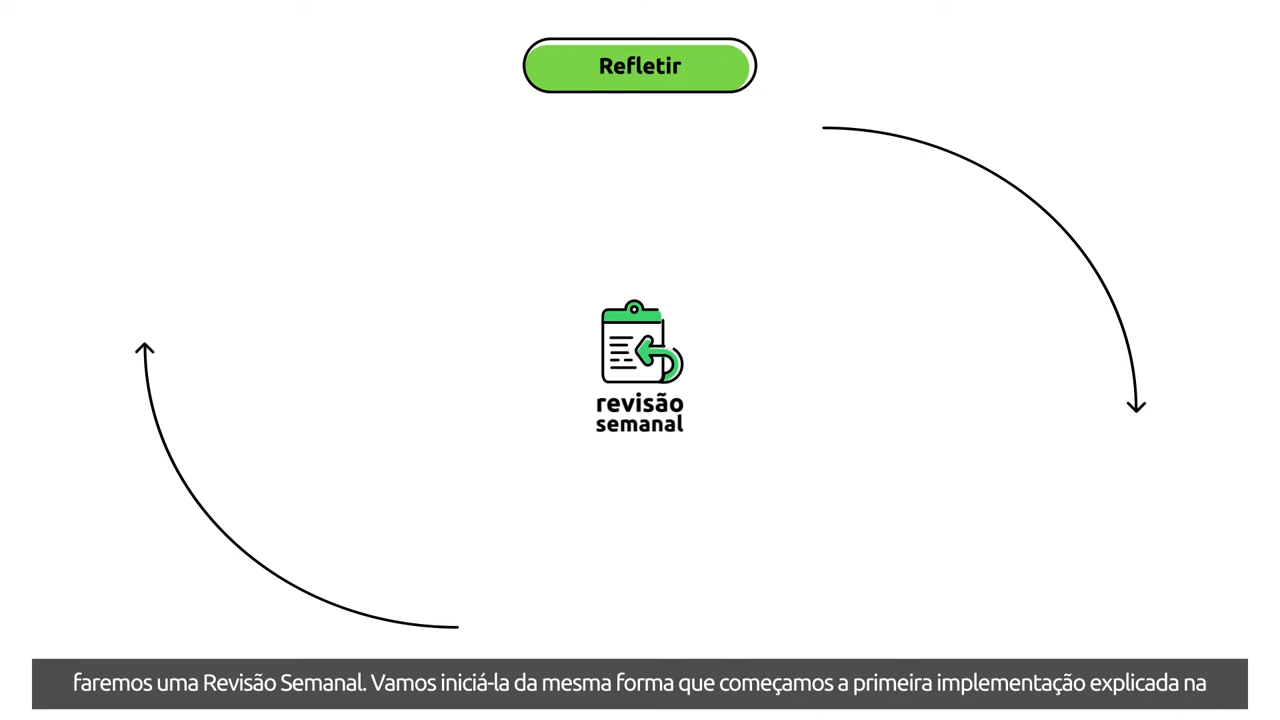 Refletir
revisão
semanal
faremos uma Revisão Semanal. Vamos iniciá-la da mesma forma que começamos a primeira implementação explicada na